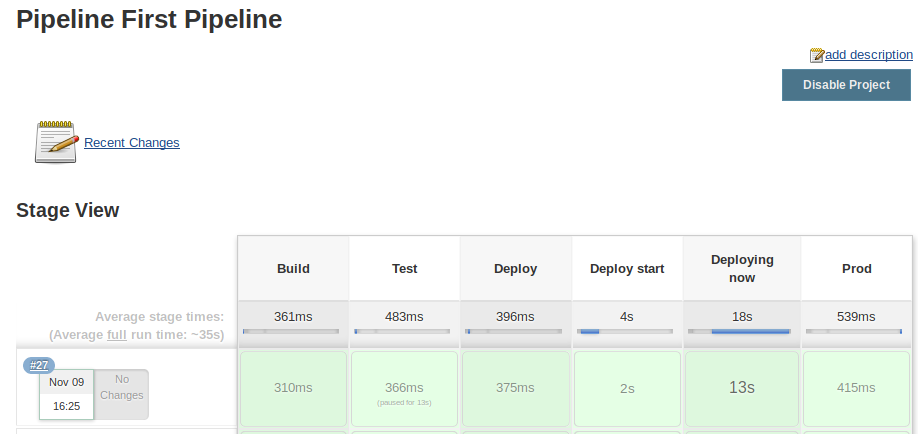 Pipeline First Pipeline
add description
Disable Project
Recent Changes
Stage View
Build Test Deploy Deploy start Deploying now Prod
Average stage times:
(Average full run time: ~35s)
361ms 483ms 396ms 4s 18s 539ms
#27
Nov 09
16:25
No
Changes
310ms 366ms 375ms 2s 13s 415ms
(paused for 13s)